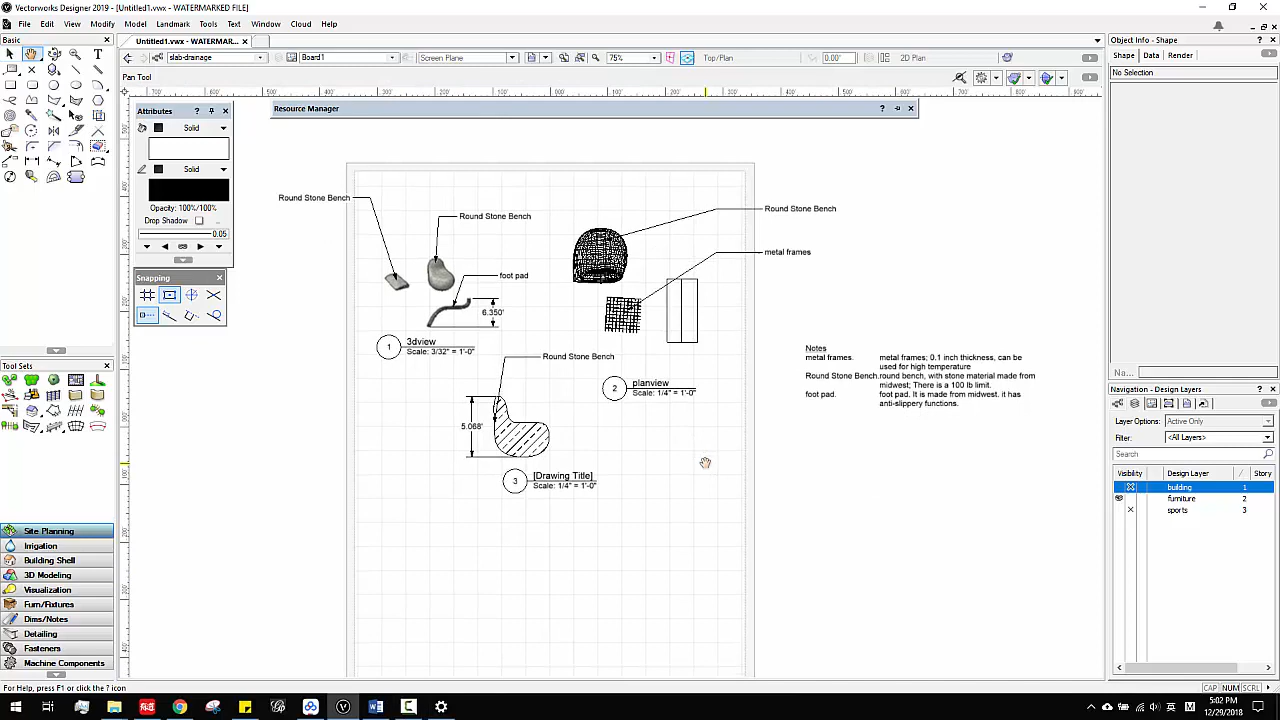 Vectorworks Designer 2019 - [Untitled1.vwx - WATERMARKED FILE]
File Edit View Modify Model Landmark Tools Text Window Cloud Help
Basic ? ×
Untitled1.vwx - WATERMAR...
slab-drainage
Board1
Screen Plane
75%
Top/Plan
0.00°
2D Plan
Pan Tool
Attributes ?
Solid
Solid
Opacity: 100%/100%
Drop Shadow
0.05
Snapping
Resource Manager
Round Stone Bench
Round Stone Bench
foot pad
6.350'
1
3dview
Scale: 3/32" = 1'-0"
Round Stone Bench
metal frames
Round Stone Bench
2
planview
Scale: 1/4" = 1'-0"
5.068'
3
[Drawing Title]
Scale: 1/4" = 1'-0"
Notes
metal frames. metal frames; 0.1 inch thickness, can be
used for high temperature
Round Stone Bench. round bench, with stone material made from
midwest; There is a 100 lb limit.
foot pad. foot pad. It is made from midwest. it has
anti-slippery functions.
Tool Sets ? ×
Site Planning
Irrigation
Building Shell
3D Modeling
Visualization
Furn/Fixtures
Dims/Notes
Detailing
Fasteners
Machine Components
Object Info - Shape ? ×
Shape Data Render
No Selection
Na...
Navigation - Design Layers ? ×
Layer Options: Active Only
Filter: <All Layers>
Search
Visibility Design Layer / Story
building 1
furniture 2
sports 3
For Help, press F1 or click the ? icon
CAP NUM SCRL
5:02 PM
12/29/2018